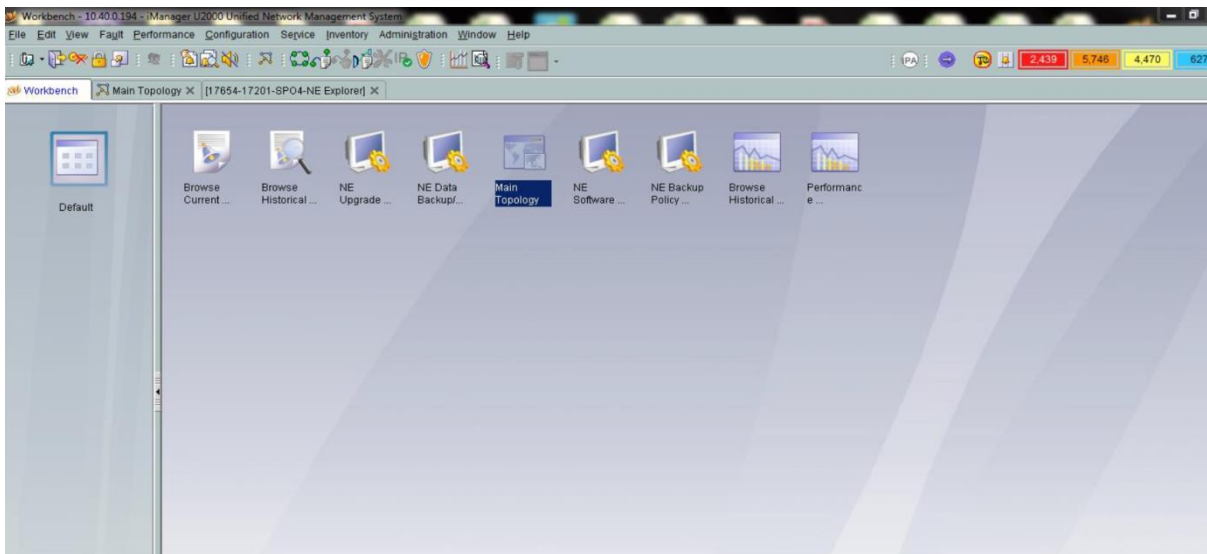 Workbench - 10.40.0.194 - iManager U2000 Unified Network Management System
File Edit View Fault Performance Configuration Service Inventory Administration Window Help
PA 2,439 5,746 4,470 627
Workbench Main Topology [17654-17201-SPO4-NE Explorer]
Default
Browse Current ...
Browse Historical ...
NE Upgrade ...
NE Data Backup/...
Main Topology
NE Software ...
NE Backup Policy ...
Browse Historical ...
Performanc e ...